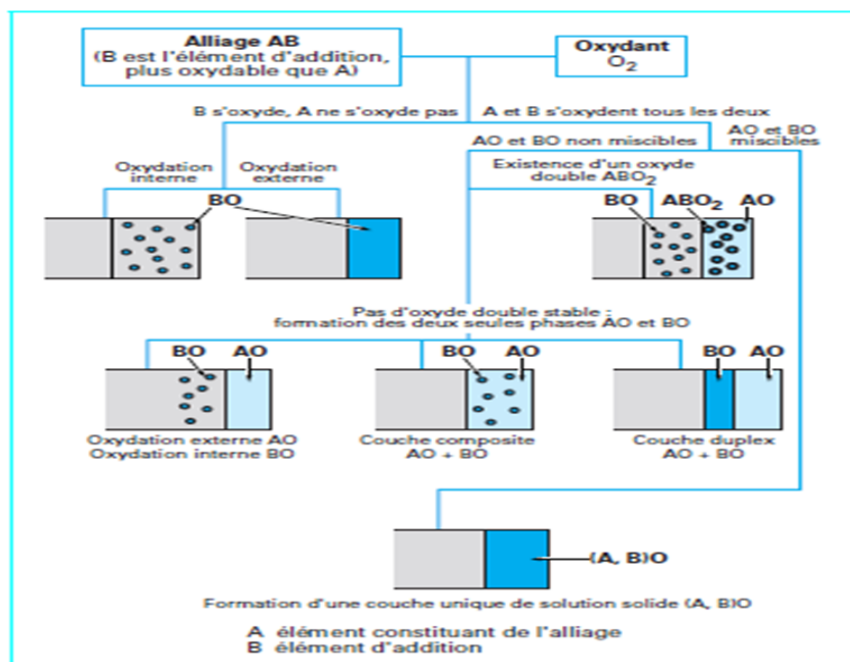 Alliage AB
(B est l'élément d'addition,
plus oxydable que A)
Oxydant
O₂
B s'oxyde, A ne s'oxyde pas
A et B s'oxydent tous les deux
AO et BO non miscibles
AO et BO
miscibles
Oxydation
interne
Oxydation
externe
Existence d'un oxyde
double ABO₂
BO
BO
ABO₂
AO
Pas d'oxyde double stable :
formation des deux seules phases AO et BO
BO
AO
BO
AO
BO
AO
Oxydation externe AO
Oxydation interne BO
Couche composite
AO + BO
Couche duplex
AO + BO
(A, B)O
Formation d'une couche unique de solution solide (A, B)O
A élément constituant de l'alliage
B élément d'addition